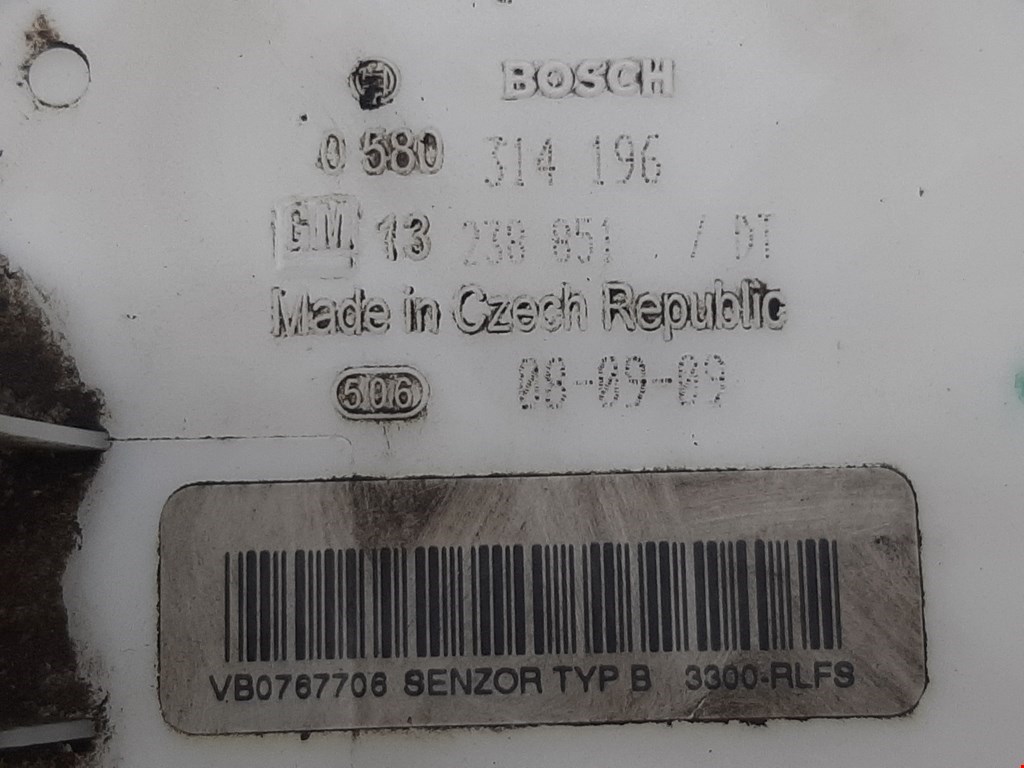 BOSCH
0 580 314 196
GM 13 238 851 / DT
Made in Czech Republic
506 08-09-09
VB0767706 SENZOR TYP B 3300-RLFS